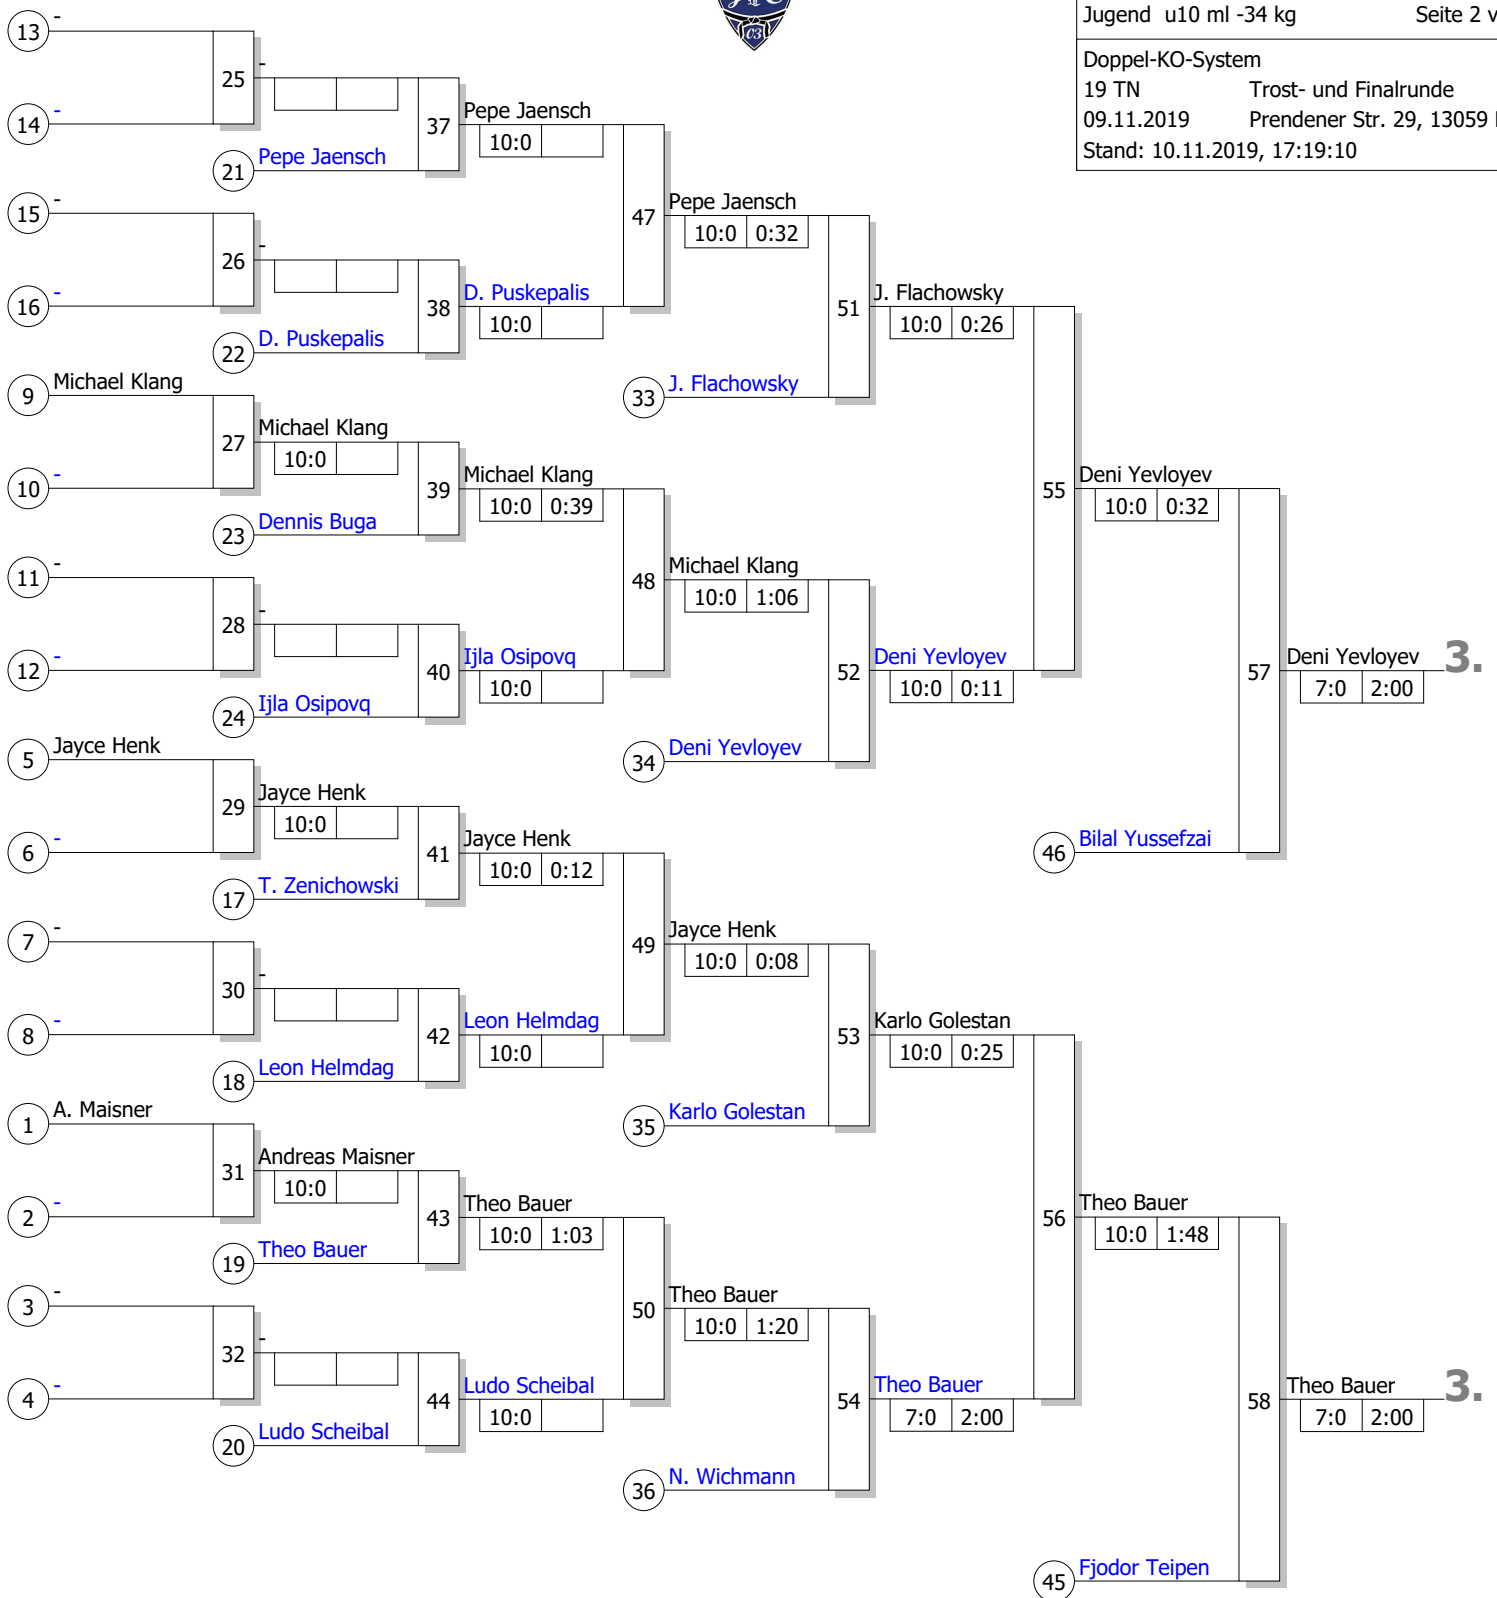 Jugend u10 ml -34 kg Seite 2 v
Doppel-KO-System
19 TN Trost- und Finalrunde
09.11.2019 Prendener Str. 29, 13059
Stand: 10.11.2019, 17:19:10
13 -
25 -
14 -
37 Pepe Jaensch
10:0
21 Pepe Jaensch
15 -
47 Pepe Jaensch
10:0 0:32
26 -
16 -
38 D. Puskepalis
10:0
22 D. Puskepalis
51 J. Flachowsky
10:0 0:26
33 J. Flachowsky
9 Michael Klang
27 Michael Klang
10:0
10 -
39 Michael Klang
10:0 0:39
23 Dennis Buga
55 Deni Yevloyev
10:0 0:32
11 -
48 Michael Klang
10:0 1:06
28 -
12 -
40 Ijla Osipovq
10:0
24 Ijla Osipovq
52 Deni Yevloyev
10:0 0:11
34 Deni Yevloyev
57 Deni Yevloyev 3.
7:0 2:00
5 Jayce Henk
29 Jayce Henk
10:0
6 -
41 Jayce Henk
10:0 0:12
17 T. Zenichowski
46 Bilal Yussefzai
7 -
49 Jayce Henk
10:0 0:08
30 -
8 -
42 Leon Helmdag
10:0
18 Leon Helmdag
53 Karlo Golestan
10:0 0:25
35 Karlo Golestan
1 A. Maisner
31 Andreas Maisner
10:0
2 -
43 Theo Bauer
10:0 1:03
19 Theo Bauer
56 Theo Bauer
10:0 1:48
3 -
50 Theo Bauer
10:0 1:20
32 -
4 -
44 Ludo Scheibal
10:0
20 Ludo Scheibal
54 Theo Bauer
7:0 2:00
36 N. Wichmann
58 Theo Bauer 3.
7:0 2:00
45 Fjodor Teipen